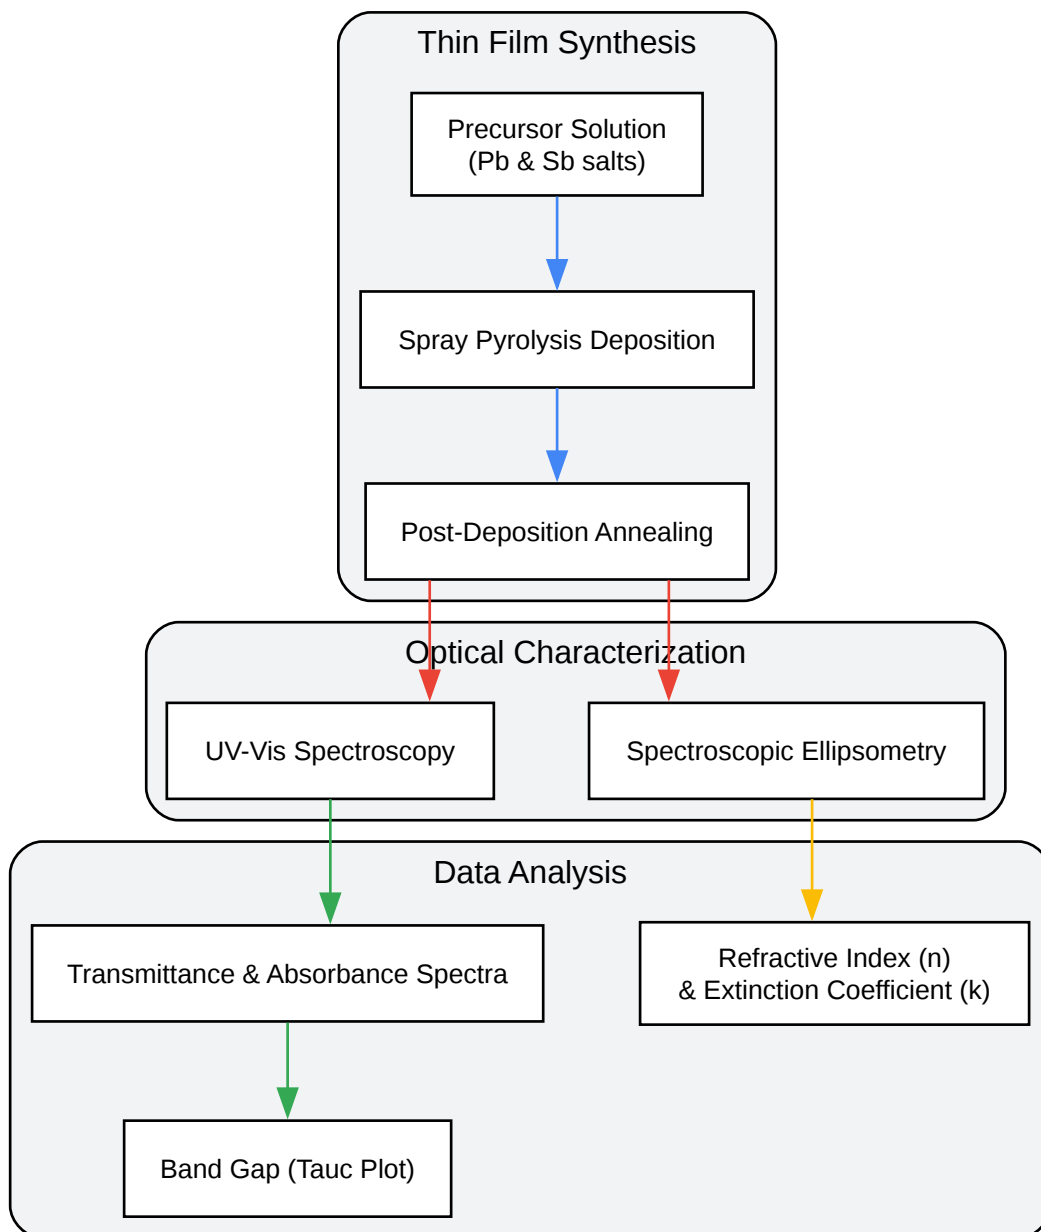 Thin Film Synthesis
Precursor Solution
(Pb & Sb salts)
Spray Pyrolysis Deposition
Post-Deposition Annealing
Optical Characterization
UV-Vis Spectroscopy
Spectroscopic Ellipsometry
Data Analysis
Transmittance & Absorbance Spectra
Refractive Index (n)
& Extinction Coefficient (k)
Band Gap (Tauc Plot)